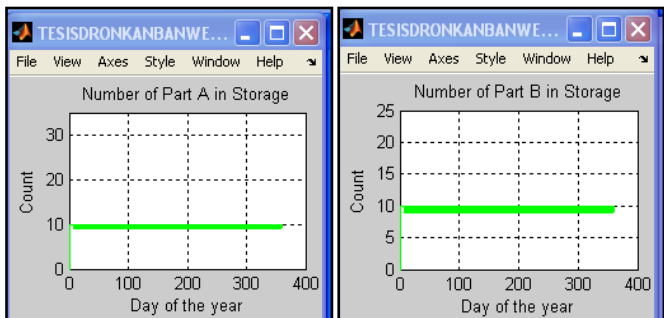 TESISDRONKANBANWE...
File View Axes Style Window Help
Number of Part A in Storage
Count
30
20
10
0
0 100 200 300 400
Day of the year
TESISDRONKANBANWE...
File View Axes Style Window Help
Number of Part B in Storage
Count
25
20
15
10
5
0
0 100 200 300 400
Day of the year